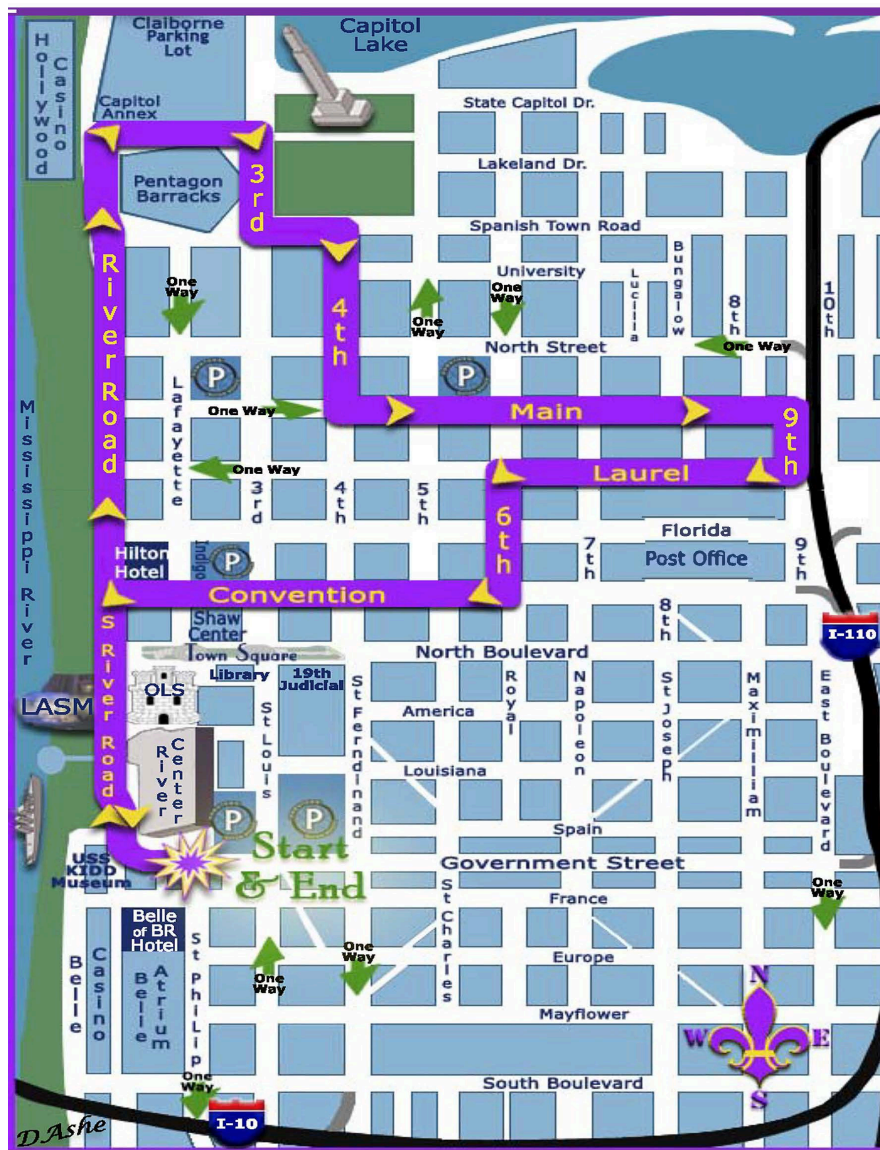 Claiborne
Parking
Lot
Capitol
Lake
Hollywood
Casino
Capitol
Annex
State Capitol Dr.
Lakeland Dr.
Pentagon
Barracks
3rd
Spanish Town Road
University
Bungalow
Lucilla
8th
10th
One
Way
One
Way
One
Way
River Road
4th
North Street
One Way
P
P
Lafayette
One Way
Main
9th
Mississippi River
One Way
Laurel
3rd
4th
5th
6th
Florida
7th
Post Office
9th
Hilton
Hotel
Indigo
P
Convention
8th
Shaw
Center
Town Square
I-110
North Boulevard
S River Road
Library
19th
Judicial
OLS
LASM
St Louis
St Ferndinand
America
Royal
Napoleon
St Joseph
Maximilliam
East Boulevard
River
Center
Louisiana
P
P
Spain
Start
& End
Government Street
USS
KIDD
Museum
One
Way
France
Belle
of BR
Hotel
St Philip
St Charles
One
Way
One
Way
Europe
Belle
Casino
Belle
Atrium
Mayflower
N
W
E
S
One
Way
South Boulevard
I-10
D Ashe